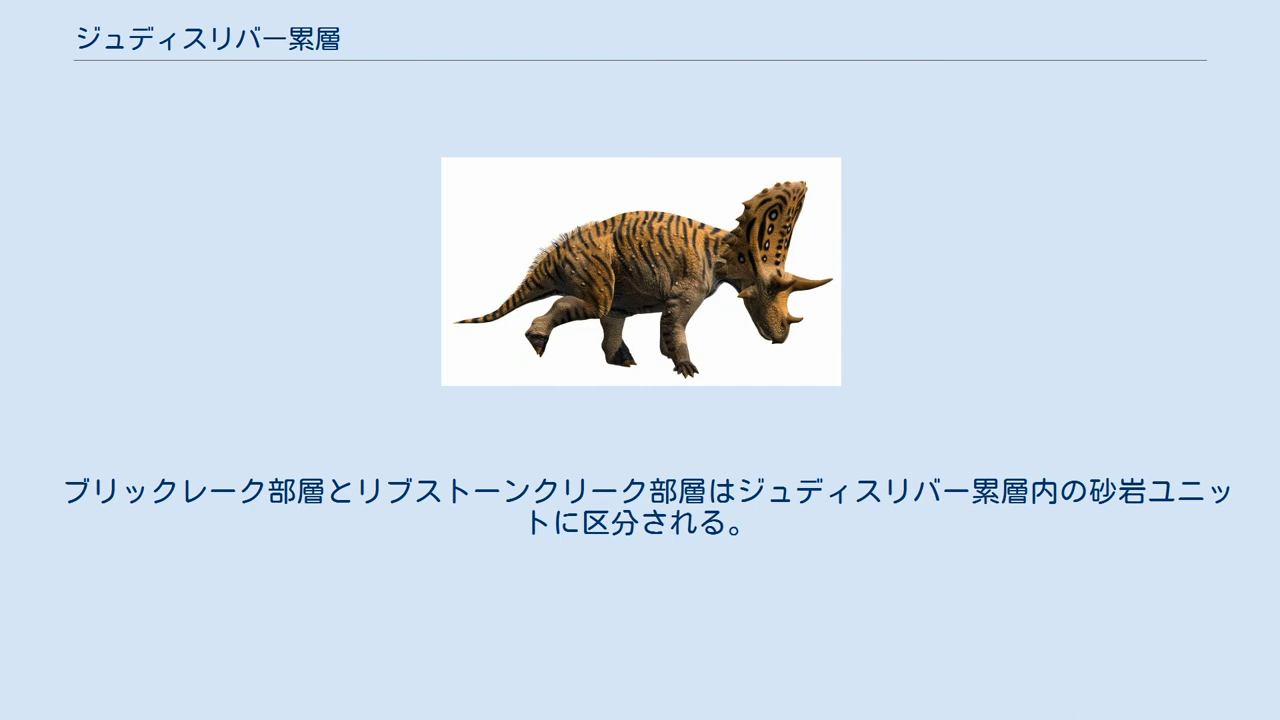 ジュディスリバー累層
ブリックレーク部層とリブストーンクリーク部層はジュディスリバー累層内の砂岩ユニッ
トに区分される。